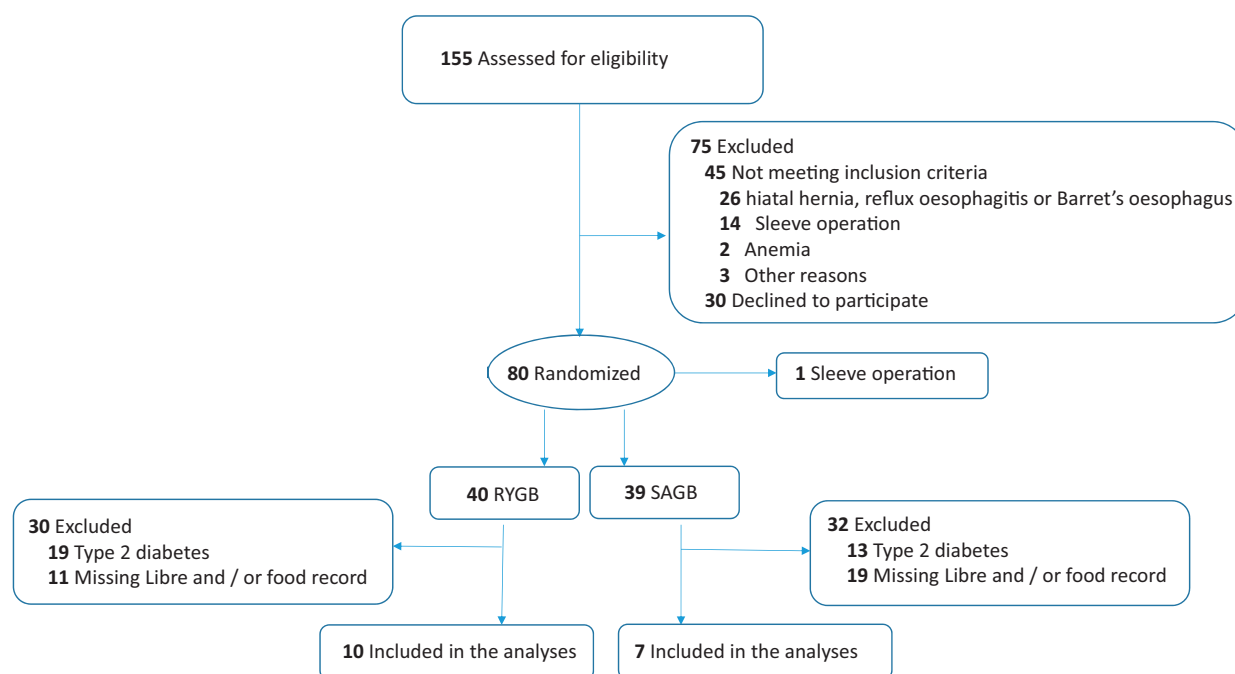 155 Assessed for eligibility
75 Excluded
45 Not meeting inclusion criteria
26 hiatal hernia, reflux oesophagitis or Barret’s oesophagus
14 Sleeve operation
2 Anemia
3 Other reasons
30 Declined to participate
80 Randomized
1 Sleeve operation
40 RYGB
39 SAGB
30 Excluded
19 Type 2 diabetes
11 Missing Libre and / or food record
32 Excluded
13 Type 2 diabetes
19 Missing Libre and / or food record
10 Included in the analyses
7 Included in the analyses